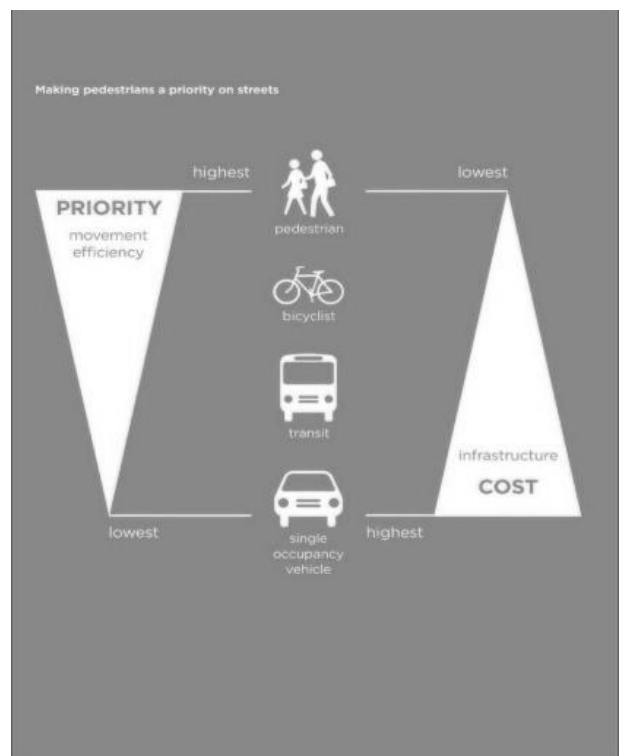 Making pedestrians a priority on streets
highest
lowest
PRIORITY
movement
efficiency
pedestrian
bicyclist
transit
infrastructure
COST
lowest
highest
single
occupancy
vehicle